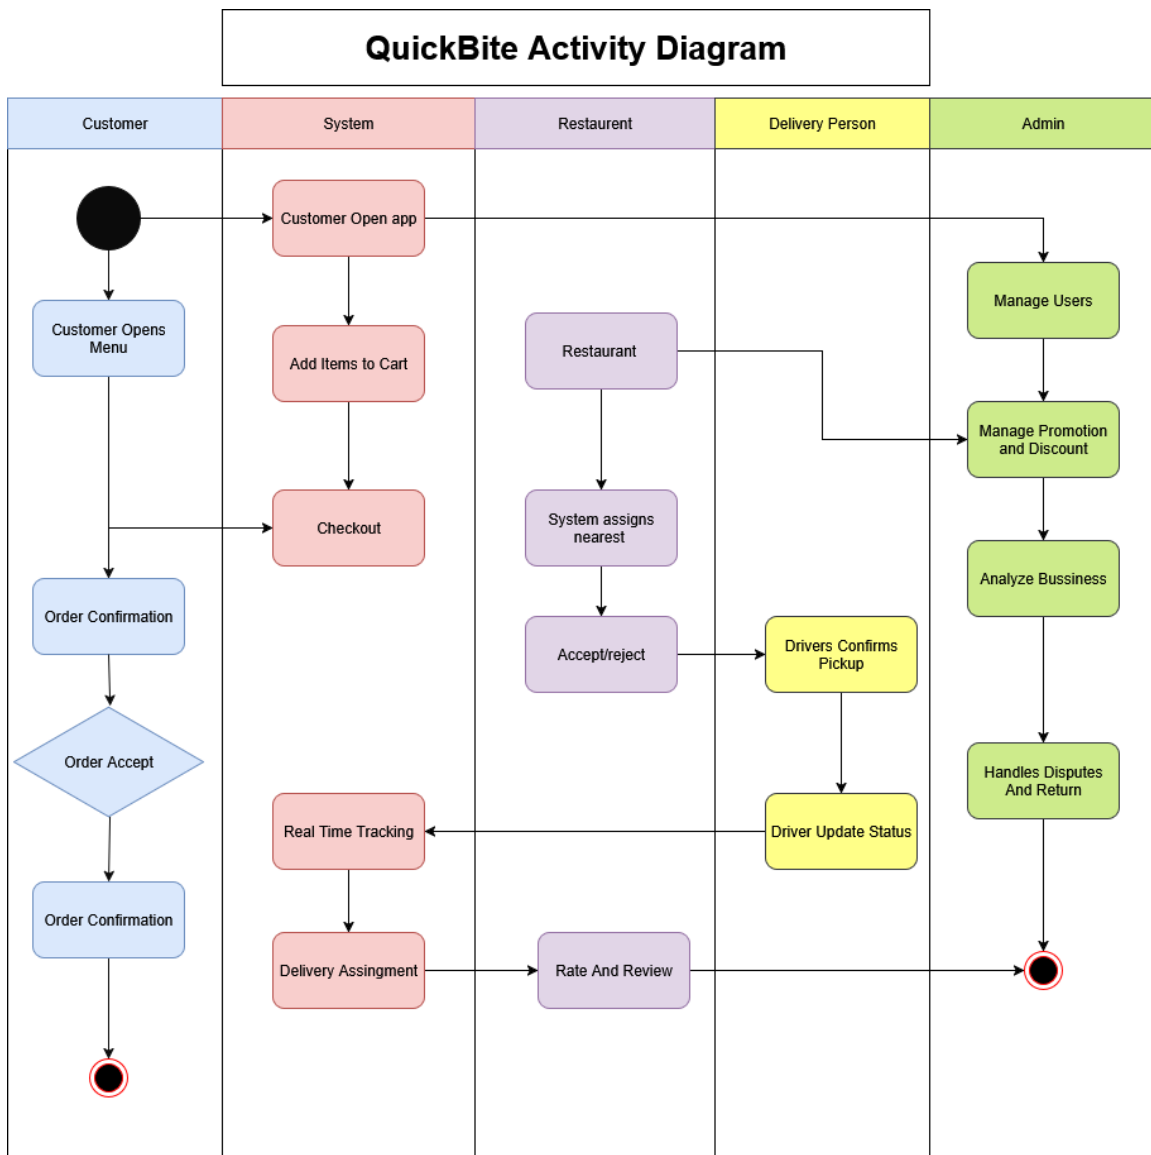 QuickBite Activity Diagram
Customer
System
Restaurent
Delivery Person
Admin
Customer Open app
Manage Users
Customer Opens
Menu
Add Items to Cart
Restaurant
Manage Promotion
and Discount
Checkout
System assigns
nearest
Analyze Bussiness
Order Confirmation
Accept/reject
Drivers Confirms
Pickup
Order Accept
Handles Disputes
And Return
Real Time Tracking
Driver Update Status
Order Confirmation
Delivery Assingment
Rate And Review